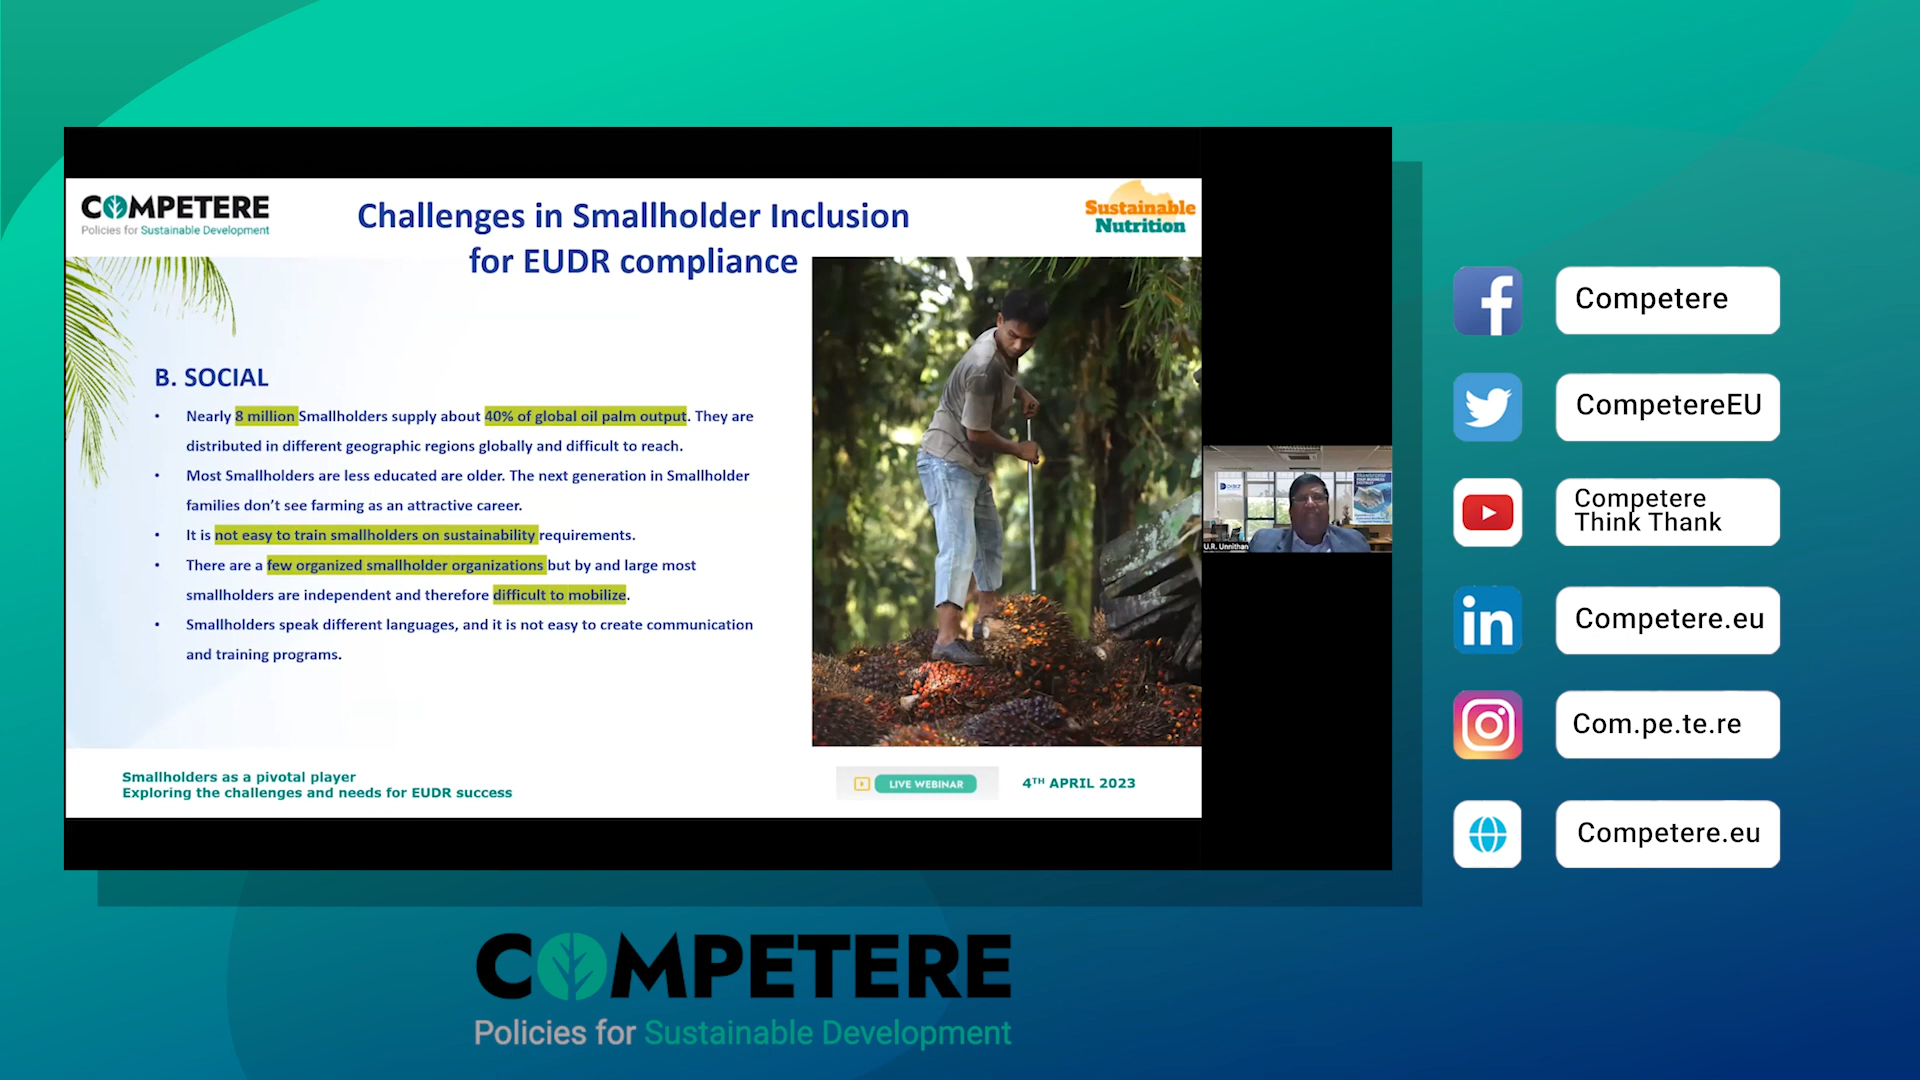 COMPETERE
Policies for Sustainable Development
Challenges in Smallholder Inclusion
for EUDR compliance
Sustainable
Nutrition
B. SOCIAL
• Nearly 8 million Smallholders supply about 40% of global oil palm output. They are
distributed in different geographic regions globally and difficult to reach.
• Most Smallholders are less educated are older. The next generation in Smallholder
families don't see farming as an attractive career.
• It is not easy to train smallholders on sustainability requirements.
• There are a few organized smallholder organizations but by and large most
smallholders are independent and therefore difficult to mobilize.
• Smallholders speak different languages, and it is not easy to create communication
and training programs.
Smallholders as a pivotal player
Exploring the challenges and needs for EUDR success
LIVE WEBINAR
4TH APRIL 2023
U.R. Unnithan
Competere
CompetereEU
Competere
Think Thank
Competere.eu
Com.pe.te.re
Competere.eu
COMPETERE
Policies for Sustainable Development